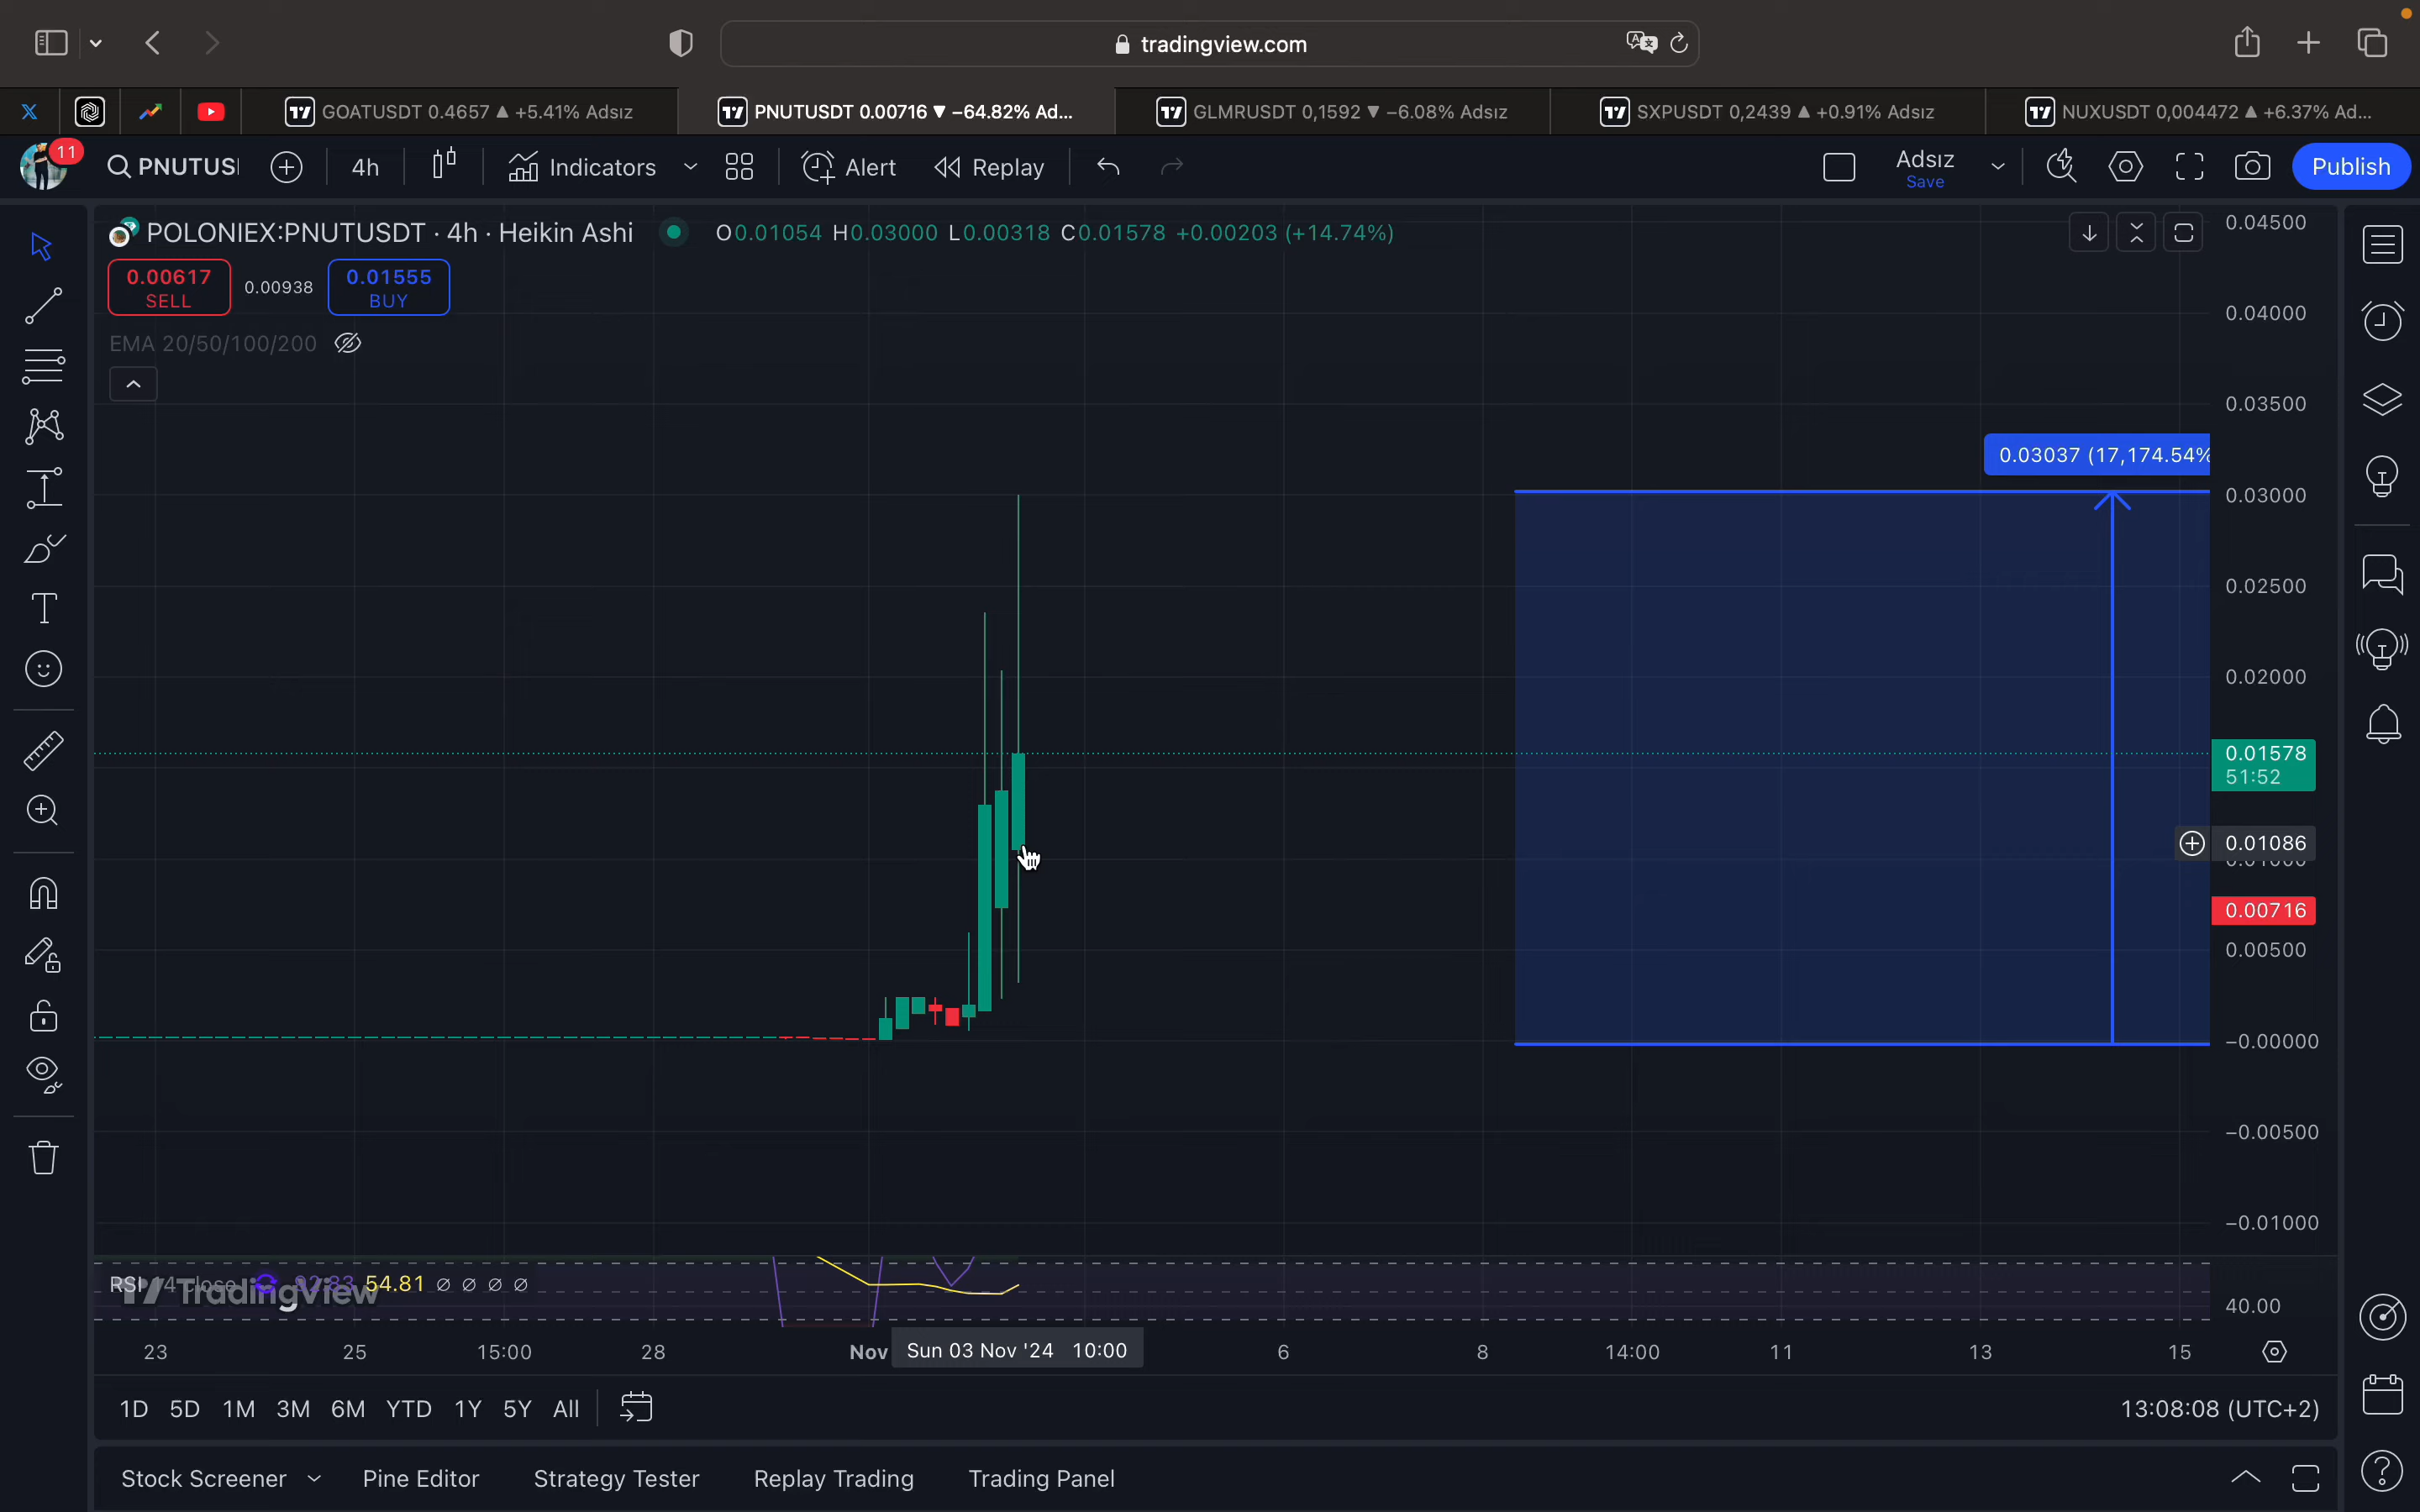 tradingview.com
GOATUSDT 0.4657 ▲ +5.41% Adsız
PNUTUSDT 0.00716 ▼ −64.82% Ad...
GLMRUSDT 0,1592 ▼ −6.08% Adsız
SXPUSDT 0,2439 ▲ +0.91% Adsız
NUXUSDT 0,004472 ▲ +6.37% Ad...
11
PNUTUS
4h
Indicators
Alert
Replay
Adsız
Save
Publish
POLONIEX:PNUTUSDT · 4h · Heikin Ashi
O0.01054 H0.03000 L0.00318 C0.01578 +0.00203 (+14.74%)
0.00617
SELL
0.00938
0.01555
BUY
EMA 20/50/100/200
0.04500
0.04000
0.03500
0.03037 (17,174.54%
0.03000
0.02500
0.02000
0.01578
51:52
0.01086
0.00716
0.00500
−0.00000
−0.00500
−0.01000
RSI 14 close 92.83 54.81 ∅ ∅ ∅ ∅
TradingView
40.00
23
25
15:00
28
Nov
Sun 03 Nov '24 10:00
6
8
14:00
11
13
15
1D 5D 1M 3M 6M YTD 1Y 5Y All
13:08:08 (UTC+2)
Stock Screener
Pine Editor
Strategy Tester
Replay Trading
Trading Panel